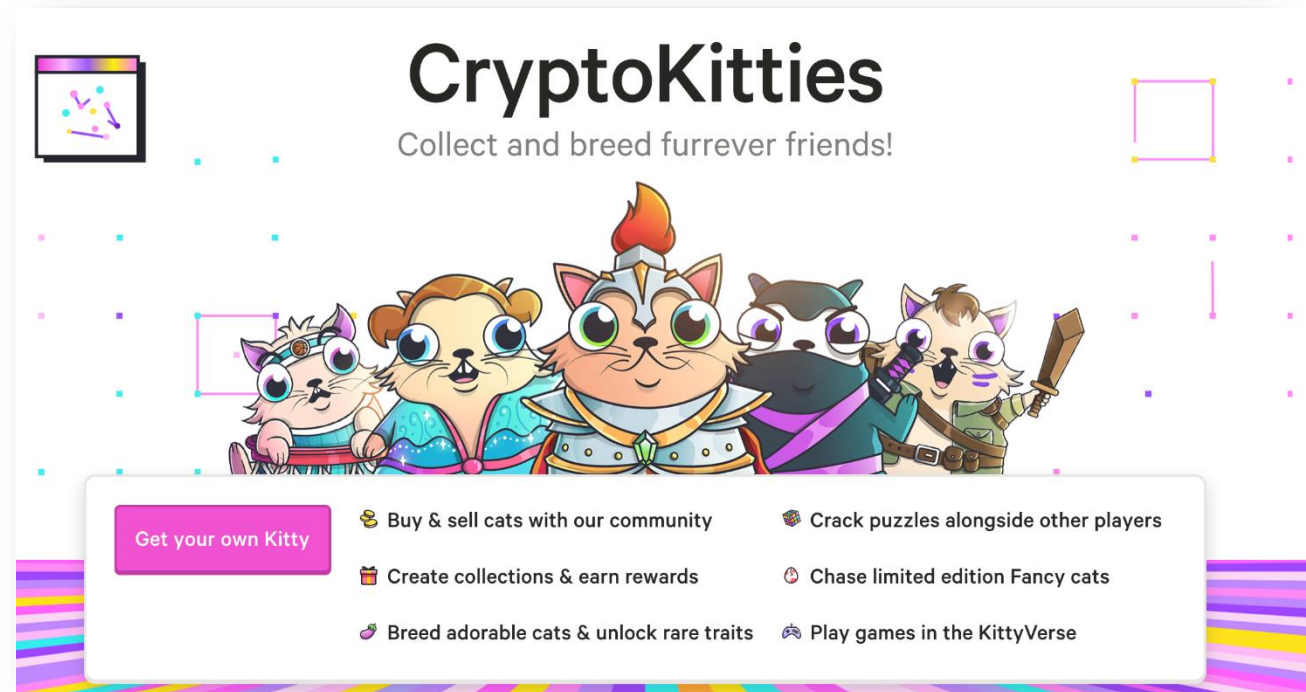 CryptoKitties
Collect and breed furrever friends!
Get your own Kitty
Buy & sell cats with our community
Create collections & earn rewards
Breed adorable cats & unlock rare traits
Crack puzzles alongside other players
Chase limited edition Fancy cats
Play games in the KittyVerse